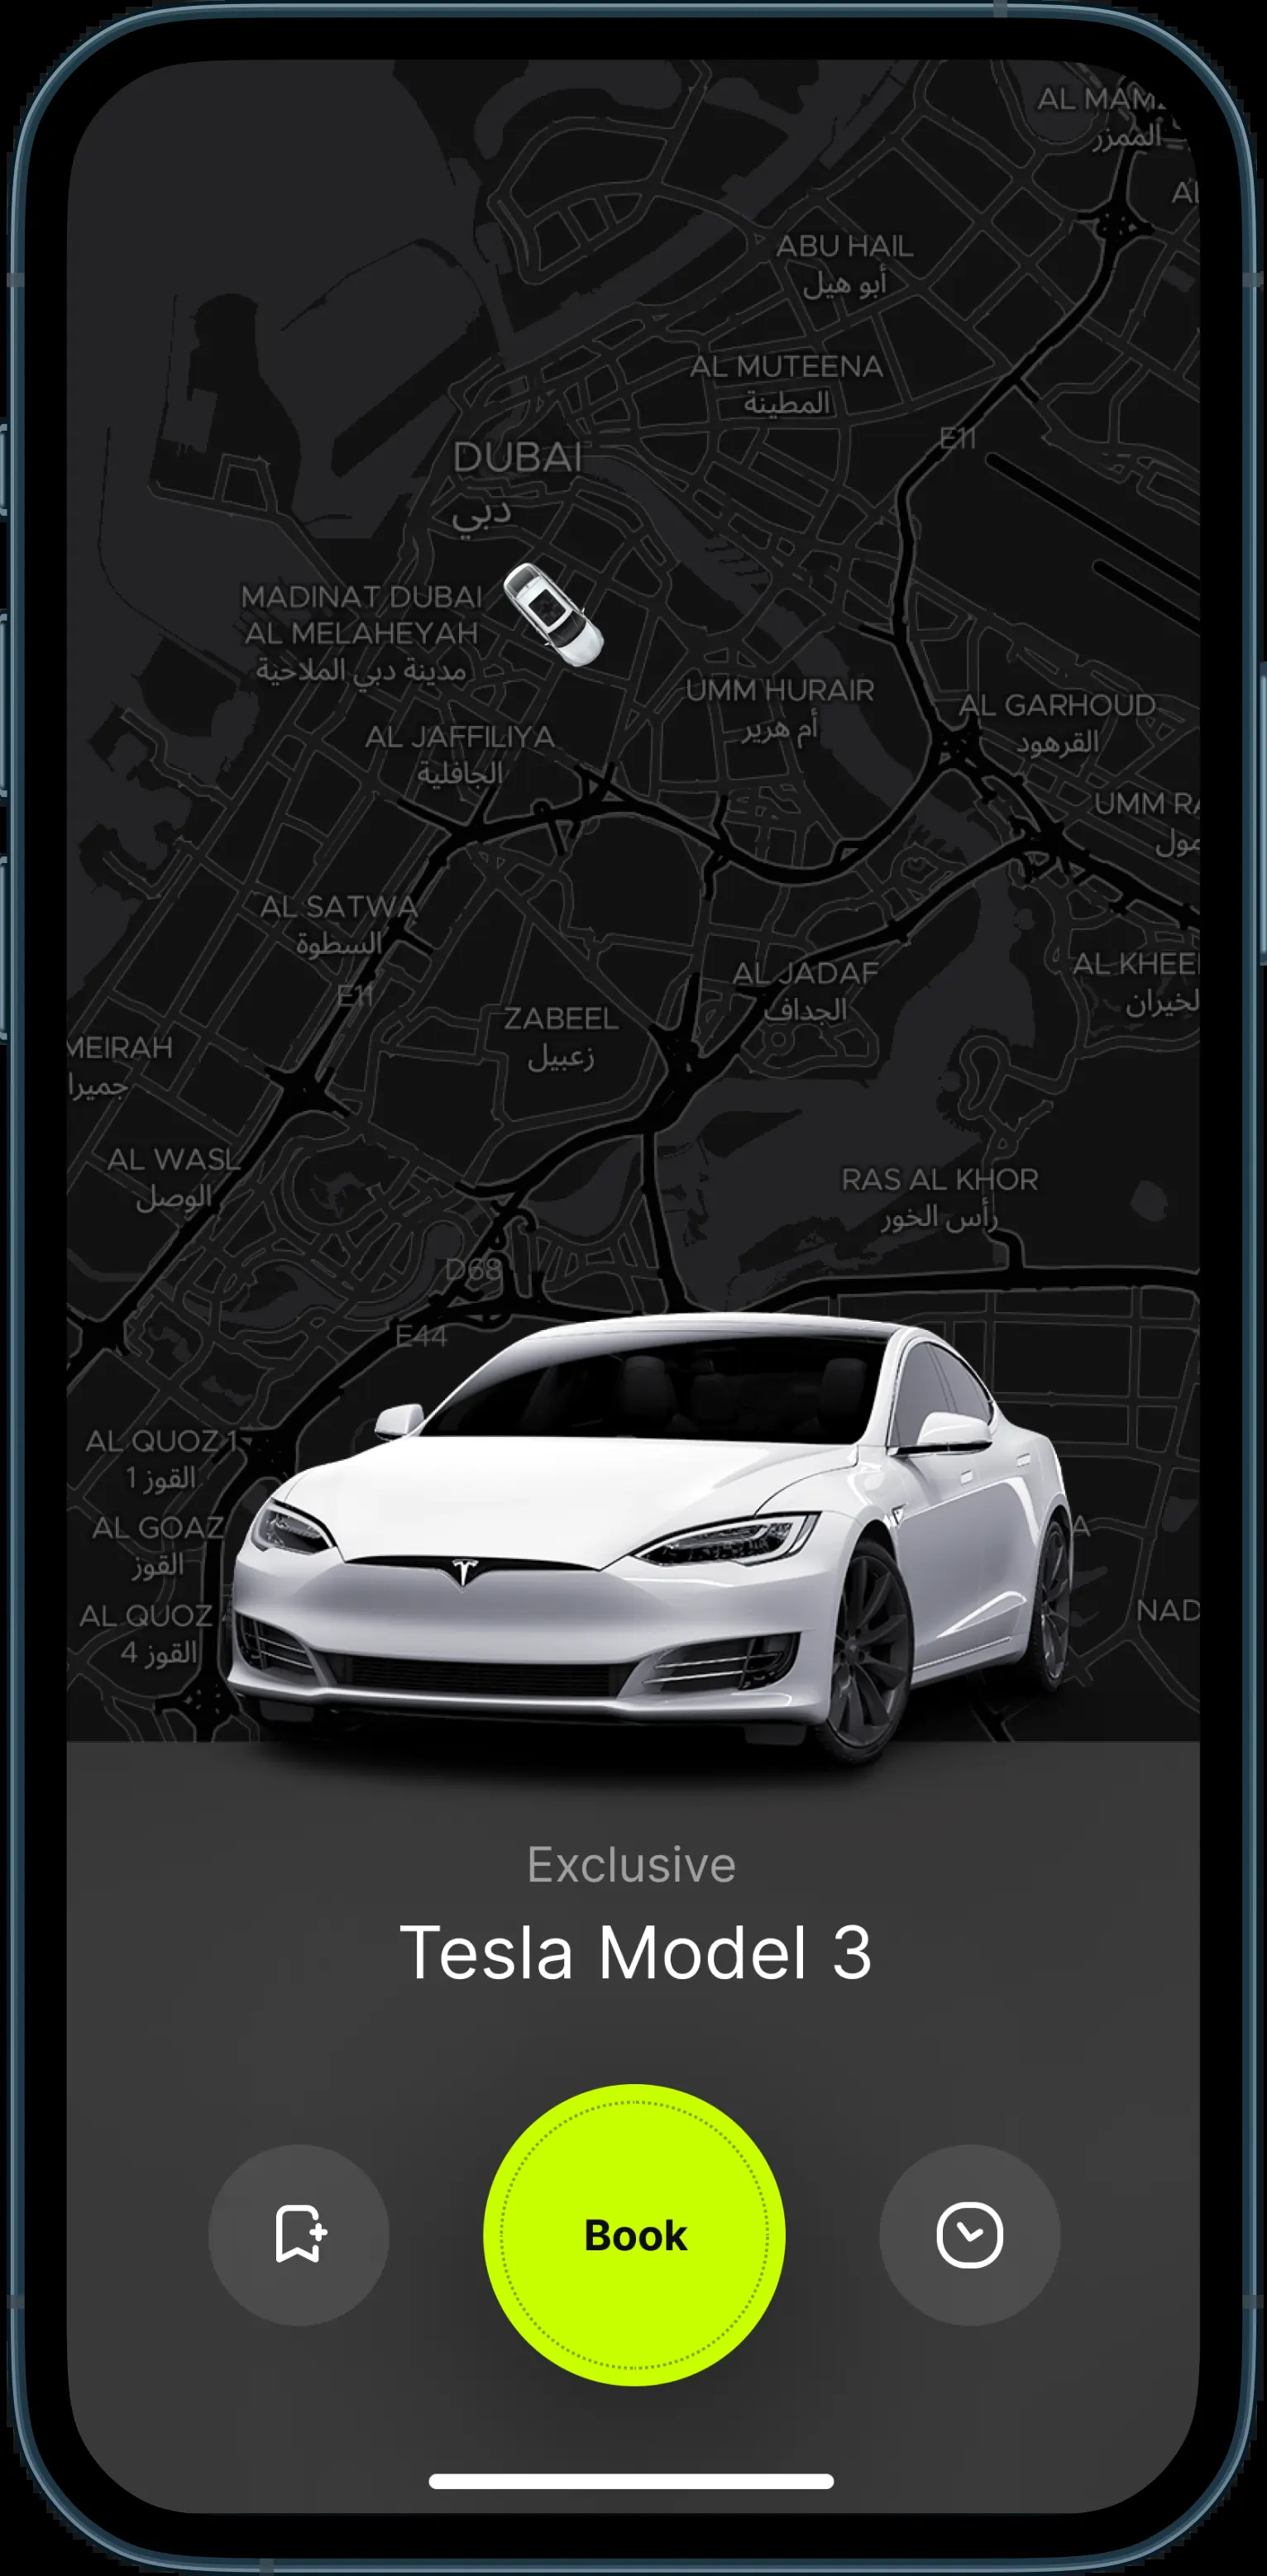 AL MAM
الممزر
AL
ABU HAIL
أبو هيل
AL MUTEENA
المطينة
E11
DUBAI
دبي
MADINAT DUBAI
AL MELAHEYAH
مدينة دبي الملاحية
UMM HURAIR
أم هرير
AL GARHOUD
القرهود
AL JAFFILIYA
الجافلية
UMM RA
مول
AL SATWA
السطوة
E11
AL JADAF
الجداف
AL KHEE
لخيران
ZABEEL
زعبيل
MEIRAH
جميرا
AL WASL
الوصل
RAS AL KHOR
رأس الخور
D68
E44
AL QUOZ 1
القوز 1
AL GOAZ
القوز
A
AL QUOZ
القوز 4
NAD
Exclusive
Tesla Model 3
Book